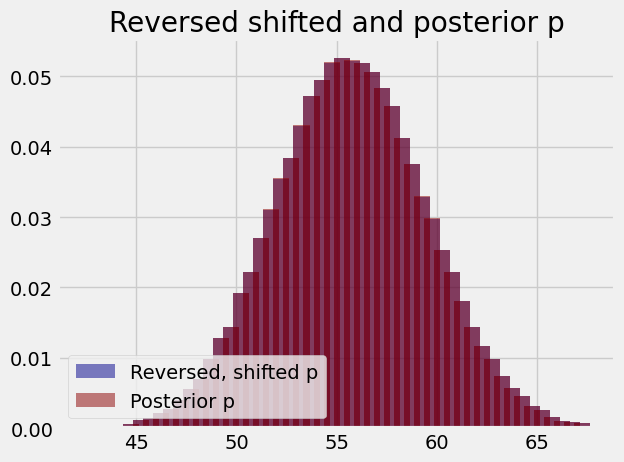 Reversed shifted and posterior p
0.05
0.04
0.03
0.02
0.01
0.00
Reversed, shifted p
Posterior p
45 50 55 60 65